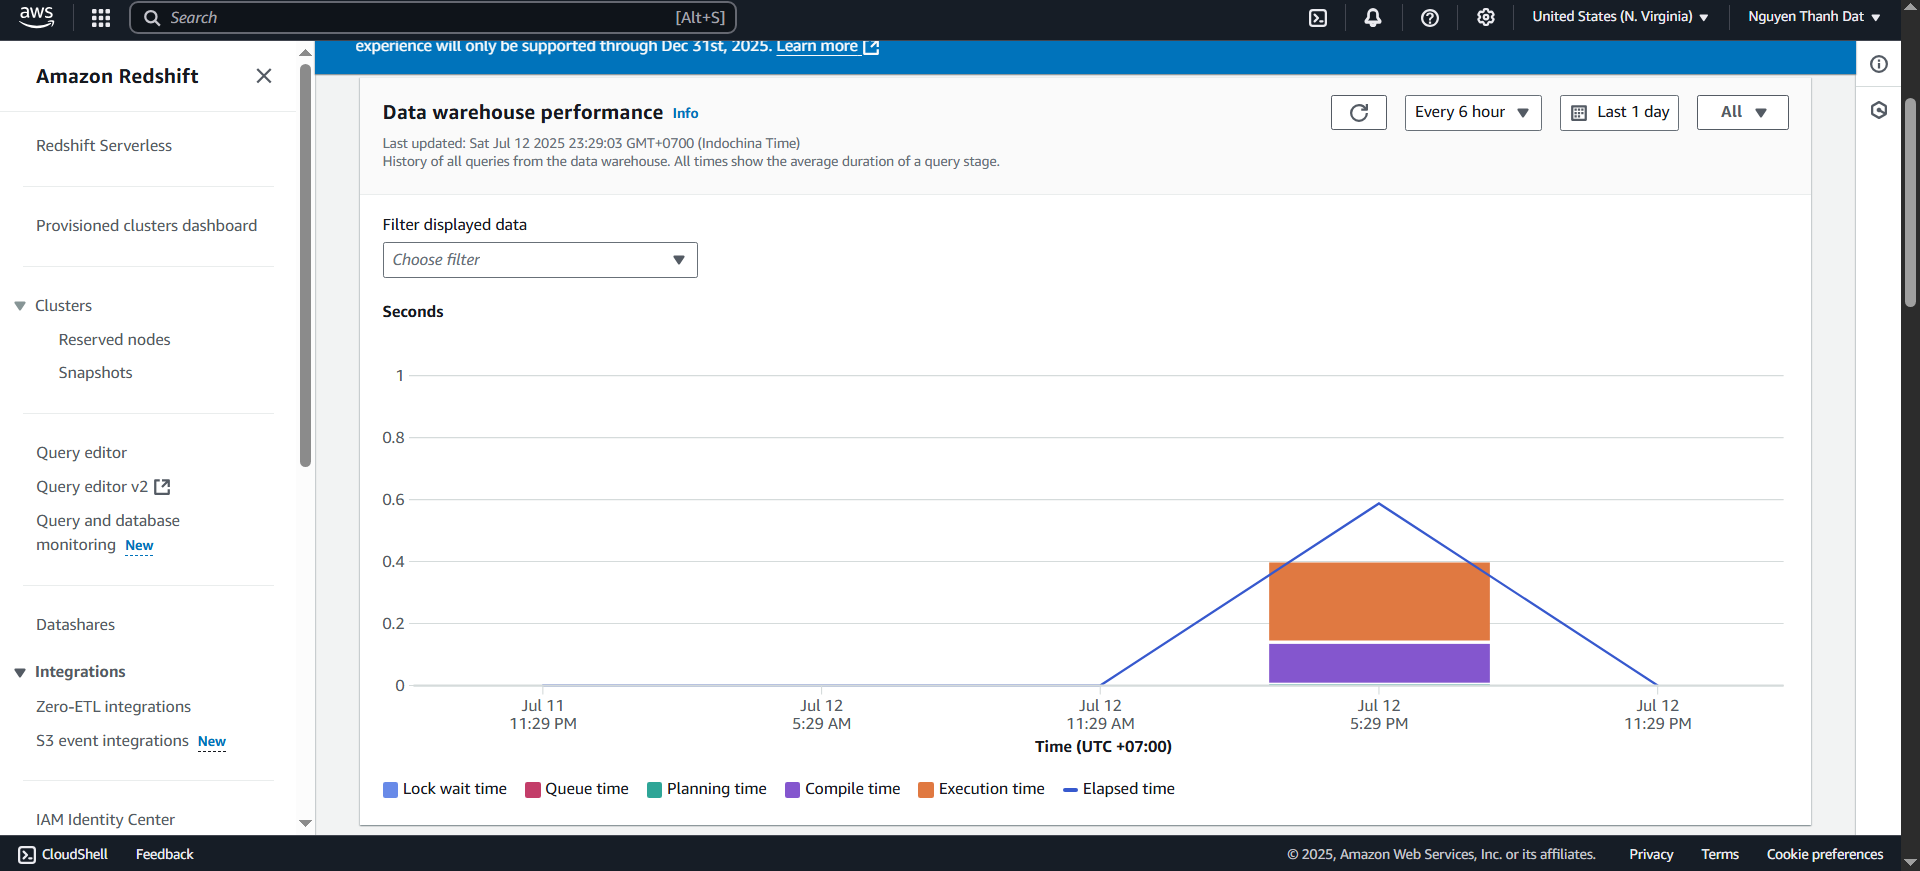 aws
Search
[Alt+S]
United States (N. Virginia)
Nguyen Thanh Dat
Amazon Redshift
Redshift Serverless
Provisioned clusters dashboard
Clusters
Reserved nodes
Snapshots
Query editor
Query editor v2
Query and database
monitoring New
Datashares
Integrations
Zero-ETL integrations
S3 event integrations New
IAM Identity Center
experience will only be supported through Dec 31st, 2025. Learn more
Data warehouse performance Info
Every 6 hour
Last 1 day
All
Last updated: Sat Jul 12 2025 23:29:03 GMT+0700 (Indochina Time)
History of all queries from the data warehouse. All times show the average duration of a query stage.
Filter displayed data
Choose filter
Seconds
1
0.8
0.6
0.4
0.2
0
Jul 11
11:29 PM
Jul 12
5:29 AM
Jul 12
11:29 AM
Jul 12
5:29 PM
Jul 12
11:29 PM
Time (UTC +07:00)
Lock wait time
Queue time
Planning time
Compile time
Execution time
Elapsed time
CloudShell
Feedback
© 2025, Amazon Web Services, Inc. or its affiliates.
Privacy
Terms
Cookie preferences